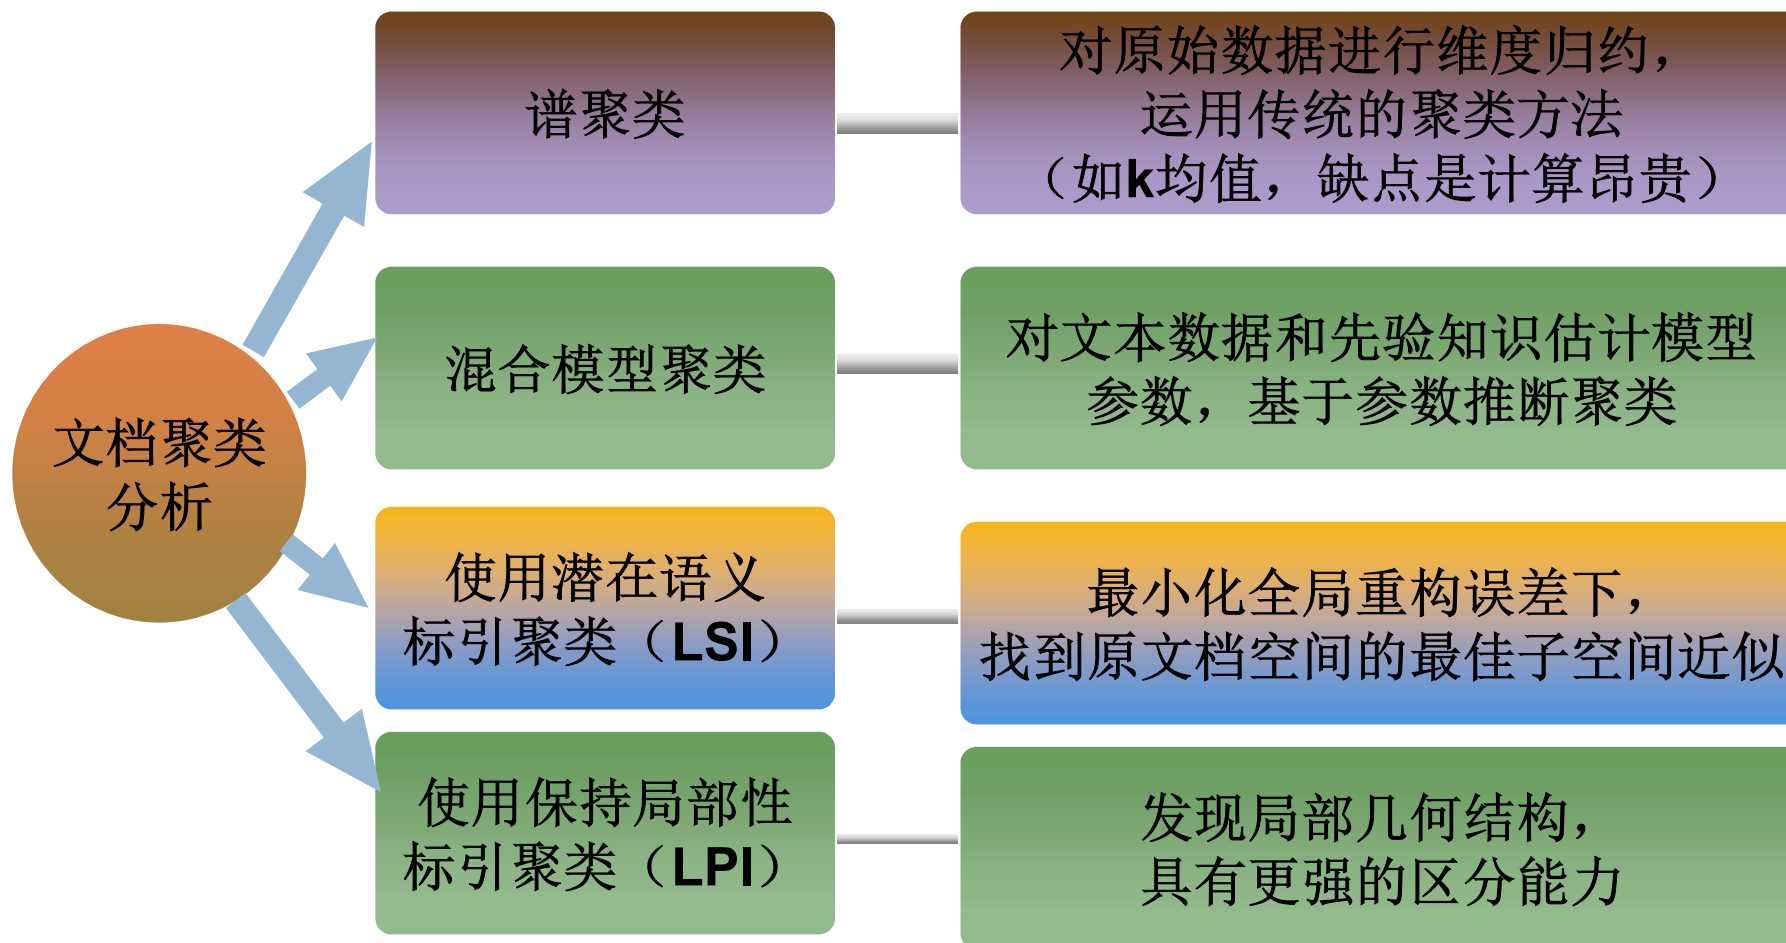 文档聚类
分析
谱聚类
对原始数据进行维度归约，
运用传统的聚类方法
（如k均值，缺点是计算昂贵）
混合模型聚类
对文本数据和先验知识估计模型
参数，基于参数推断聚类
使用潜在语义
标引聚类（LSI）
最小化全局重构误差下，
找到原文档空间的最佳子空间近似
使用保持局部性
标引聚类（LPI）
发现局部几何结构，
具有更强的区分能力